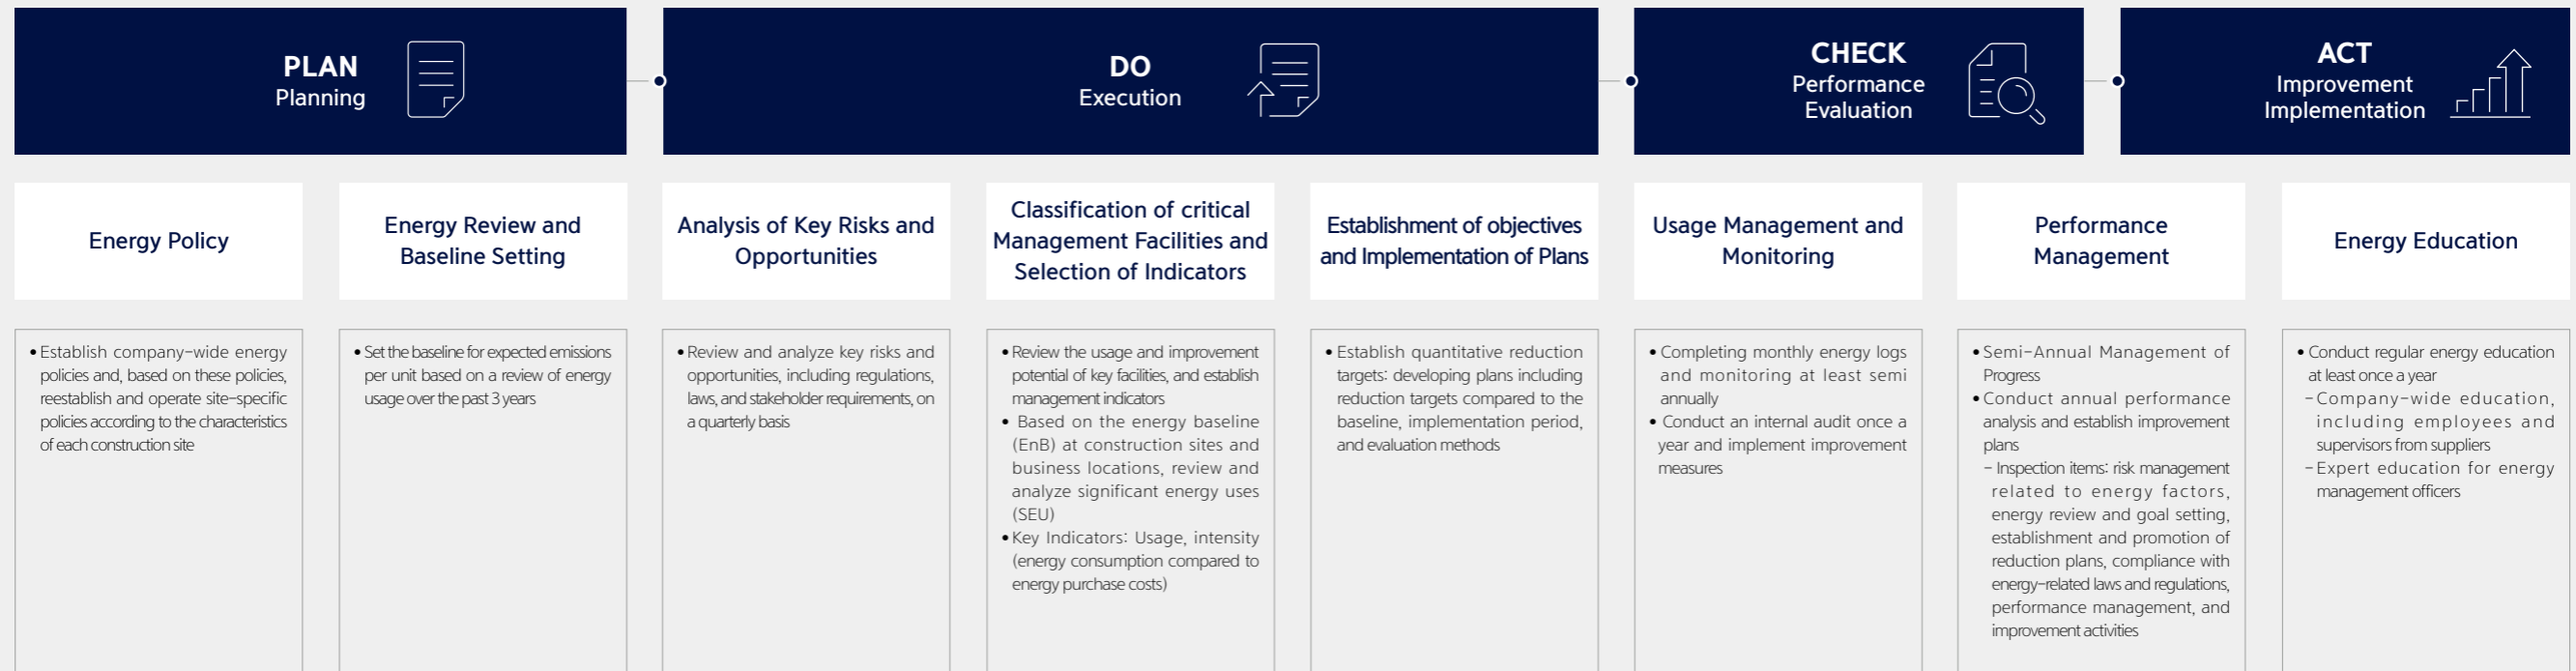 PLAN
Planning
DO
Execution
CHECK
Performance
Evaluation
ACT
Improvement
Implementation
Energy Policy
Energy Review and
Baseline Setting
Analysis of Key Risks and
Opportunities
Classification of critical
Management Facilities and
Selection of Indicators
Establishment of objectives
and Implementation of Plans
Usage Management and
Monitoring
Performance
Management
Energy Education
• Establish company-wide energy
policies and, based on these policies,
reestablish and operate site-specific
policies according to the characteristics
of each construction site
• Set the baseline for expected emissions
per unit based on a review of energy
usage over the past 3 years
• Review and analyze key risks and
opportunities, including regulations,
laws, and stakeholder requirements, on
a quarterly basis
• Review the usage and improvement
potential of key facilities, and establish
management indicators
• Based on the energy baseline
(EnB) at construction sites and
business locations, review and
analyze significant energy uses
(SEU)
• Key Indicators: Usage, intensity
(energy consumption compared to
energy purchase costs)
• Establish quantitative reduction
targets: developing plans including
reduction targets compared to the
baseline, implementation period,
and evaluation methods
• Completing monthly energy logs
and monitoring at least semi
annually
• Conduct an internal audit once a
year and implement improvement
measures
• Semi-Annual Management of
Progress
• Conduct annual performance
analysis and establish improvement
plans
- Inspection items: risk management
related to energy factors,
energy review and goal setting,
establishment and promotion of
reduction plans, compliance with
energy-related laws and regulations,
performance management, and
improvement activities
• Conduct regular energy education
at least once a year
- Company-wide education,
including employees and
supervisors from suppliers
- Expert education for energy
management officers